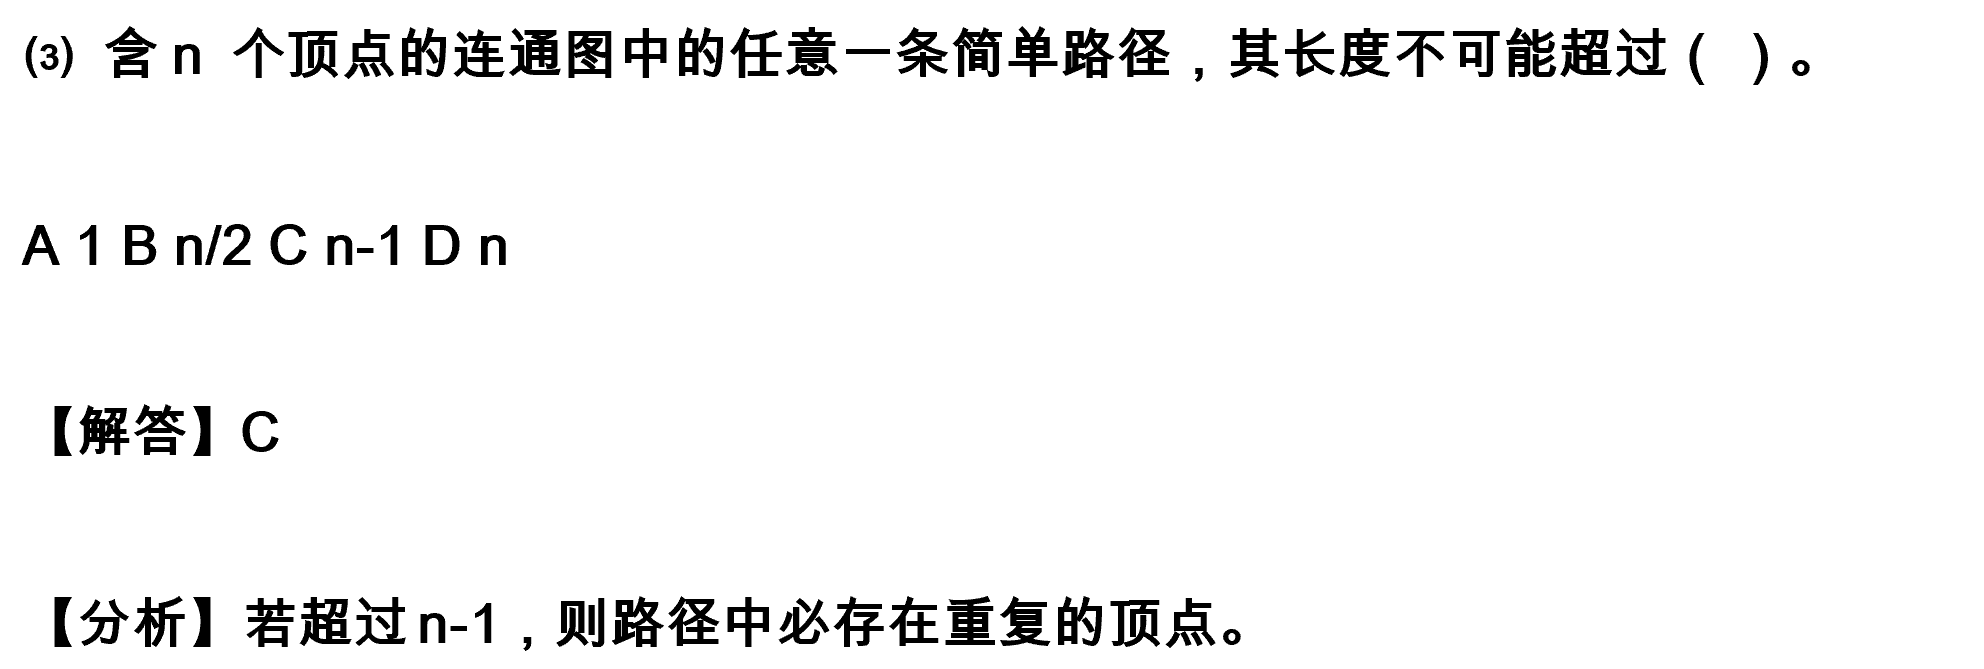 ⑶ 含 n 个顶点的连通图中的任意一条简单路径，其长度不可能超过（ ）。
A 1 B n/2 C n-1 D n
【解答】C
【分析】若超过n-1，则路径中必存在重复的顶点。